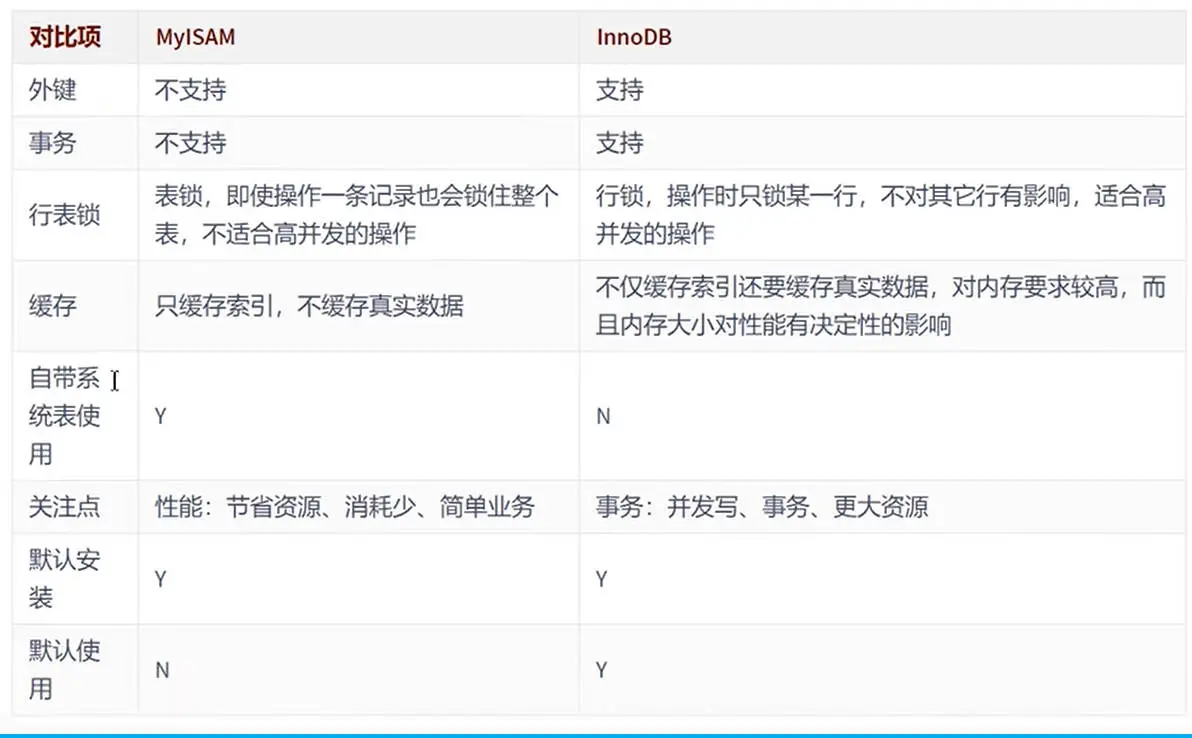 对比项 MyISAM InnoDB
外键 不支持 支持
事务 不支持 支持
行表锁
表锁，即使操作一条记录也会锁住整个
表，不适合高并发的操作
行锁，操作时只锁某一行，不对其它行有影响，适合高
并发的操作
缓存
只缓存索引，不缓存真实数据
不仅缓存索引还要缓存真实数据，对内存要求较高，而
且内存大小对性能有决定性的影响
自带系
统表使
用
Y
N
关注点 性能：节省资源、消耗少、简单业务 事务：并发写、事务、更大资源
默认安
装
Y
Y
默认使
用
N
Y